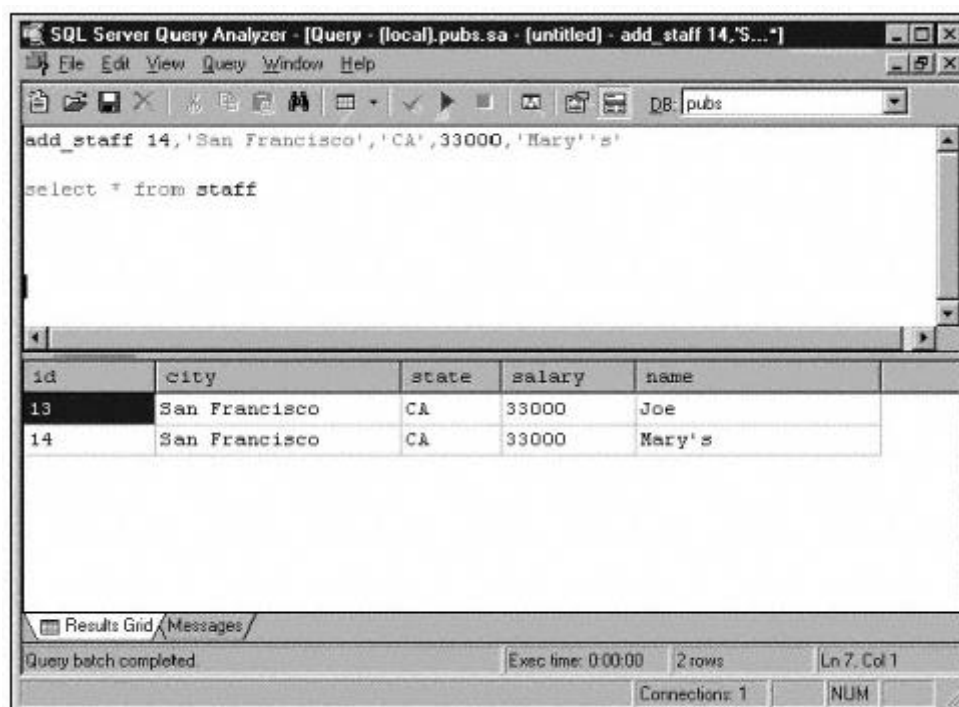 SQL Server Query Analyzer - [Query - (local).pubs.sa - (untitled) - add_staff 14,'S...*]
File Edit View Query Window Help
DB: pubs
add_staff 14,'San Francisco','CA',33000,'Mary''s'
select * from staff
id city state salary name
13 San Francisco CA 33000 Joe
14 San Francisco CA 33000 Mary's
Results Grid Messages
Query batch completed. Exec time: 0:00:00 2 rows Ln 7, Col 1
Connections: 1 NUM